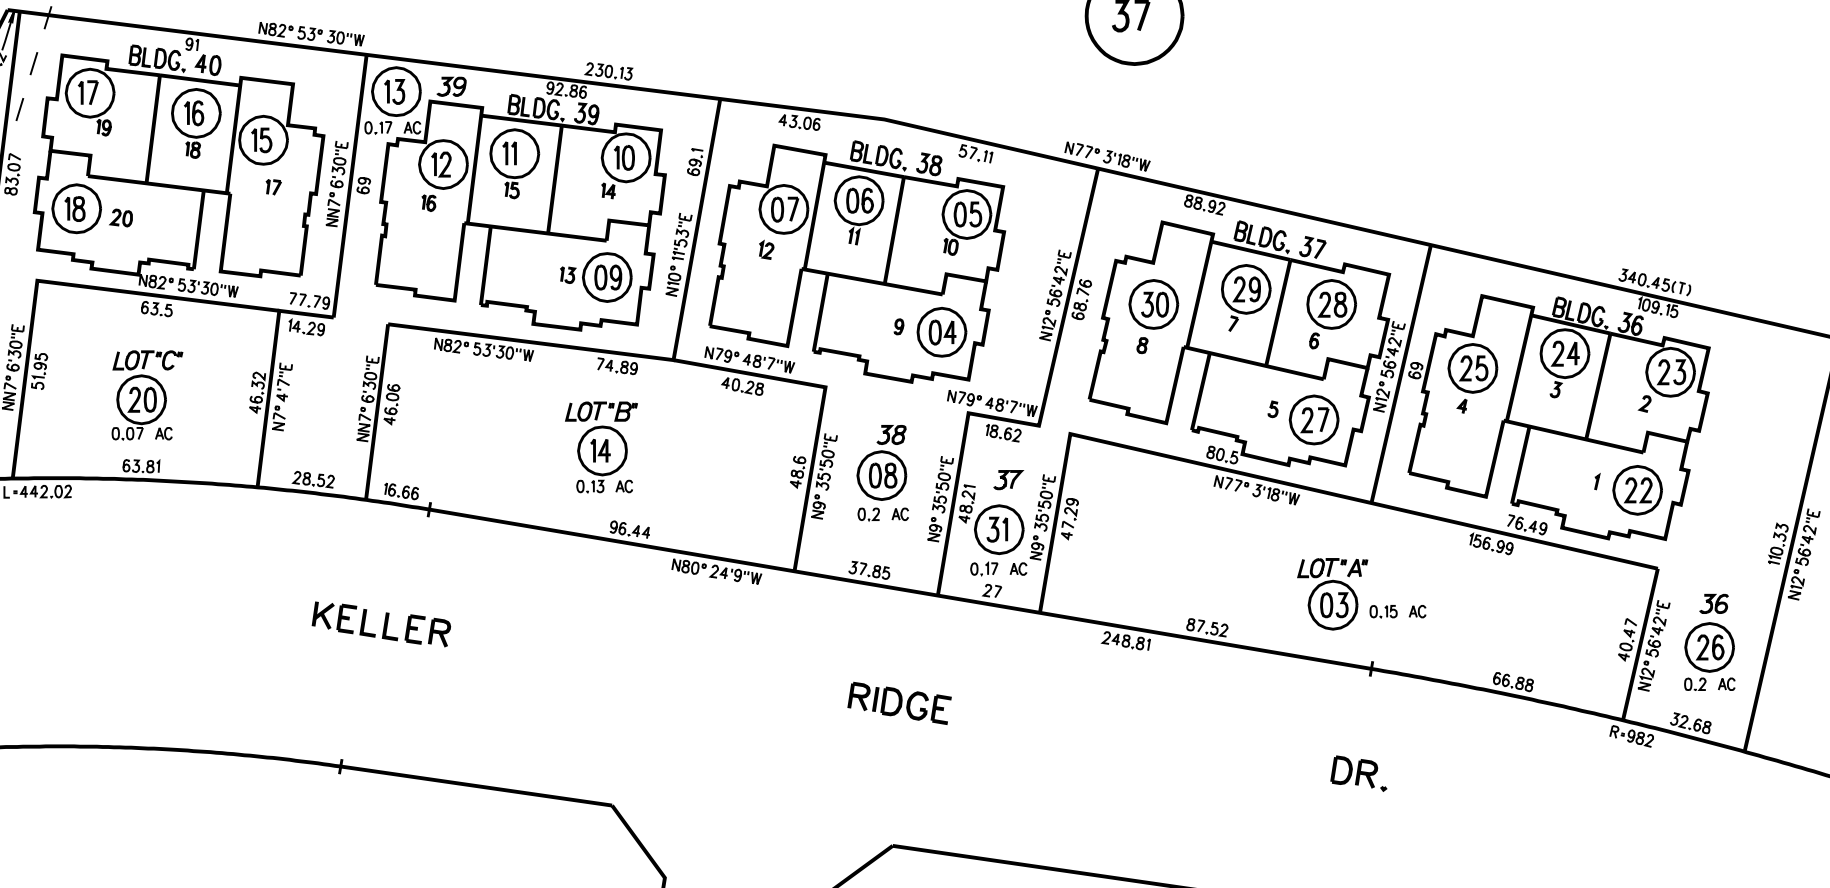 37
N82° 53° 30"W
91
BLDG. 40
17
19
16
18
15
17
18
20
83.07
NN7° 6'30"E
69
N82° 53'30"W
77.79
230.13
92.86
13
39
0.17 AC
BLDG. 39
12
16
11
15
10
14
13
09
69.1
N10° 11'53"E
43.06
57.11
BLDG. 38
07
12
06
11
05
10
9
04
N77° 3'18"W
N12° 56'42"E
68.76
88.92
BLDG. 37
30
8
29
7
28
6
5
27
N12° 56'42"E
69
340.45(T)
109.15
BLDG. 36
25
4
24
3
23
2
1
22
110.33
N12° 56'42"E
63.5
14.29
NN7° 6'30"E
51.95
LOT"C"
20
0.07 AC
46.32
N7° 4'7"E
63.81
L=442.02
28.52
NN7° 6'30"E
46.06
N82° 53'30"W
74.89
N79° 48'7"W
40.28
LOT"B"
14
0.13 AC
16.66
96.44
48.6
N9° 35'50"E
N80° 24'9"W
38
08
0.2 AC
37.85
N79° 48'7"W
18.62
N9° 35'50"E
48.21
37
31
0.17 AC
27
N9° 35'50"E
47.29
80.5
N77° 3'18"W
76.49
156.99
LOT"A"
03
0.15 AC
87.52
248.81
66.88
40.47
N12° 56'42"E
36
26
0.2 AC
32.68
R=982
KELLER
RIDGE
DR.